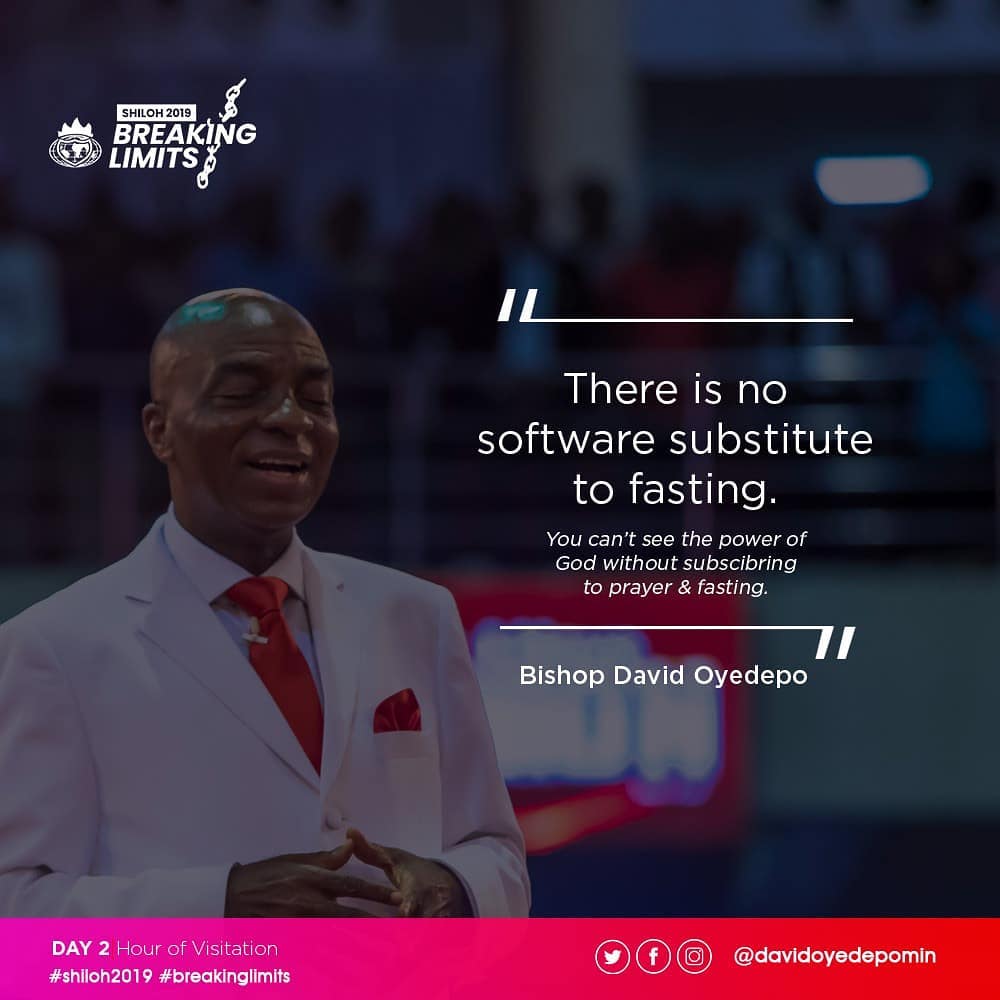 SHILOH 2019
BREAKING
LIMITS
There is no
software substitute
to fasting.
You can't see the power of
God without subscibring
to prayer & fasting.
Bishop David Oyedepo
DAY 2 Hour of Visitation
#shiloh2019 #breakinglimits
@davidoyedepomin